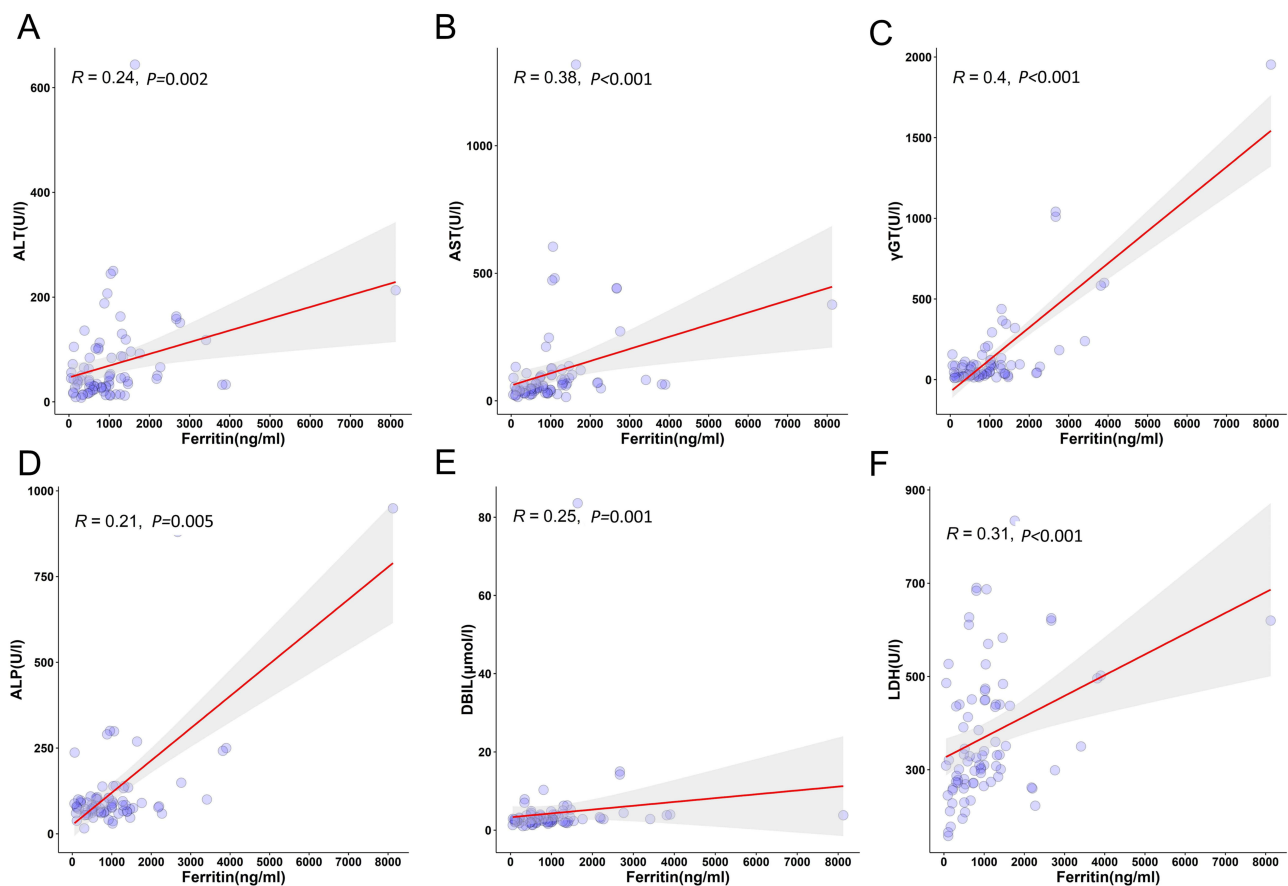 A
R = 0.24, P=0.002
600
400
200
0
ALT(U/l)
0 1000 2000 3000 4000 5000 6000 7000 8000
Ferritin(ng/ml)
B
R = 0.38, P<0.001
1000
500
0
AST(U/l)
0 1000 2000 3000 4000 5000 6000 7000 8000
Ferritin(ng/ml)
C
R = 0.4, P<0.001
2000
1500
1000
500
0
γGT(U/l)
0 1000 2000 3000 4000 5000 6000 7000 8000
Ferritin(ng/ml)
D
R = 0.21, P=0.005
1000
750
500
250
0
ALP(U/l)
0 1000 2000 3000 4000 5000 6000 7000 8000
Ferritin(ng/ml)
E
R = 0.25, P=0.001
80
60
40
20
0
DBIL(μmol/l)
0 1000 2000 3000 4000 5000 6000 7000 8000
Ferritin(ng/ml)
F
R = 0.31, P<0.001
900
700
500
300
LDH(U/l)
0 1000 2000 3000 4000 5000 6000 7000 8000
Ferritin(ng/ml)